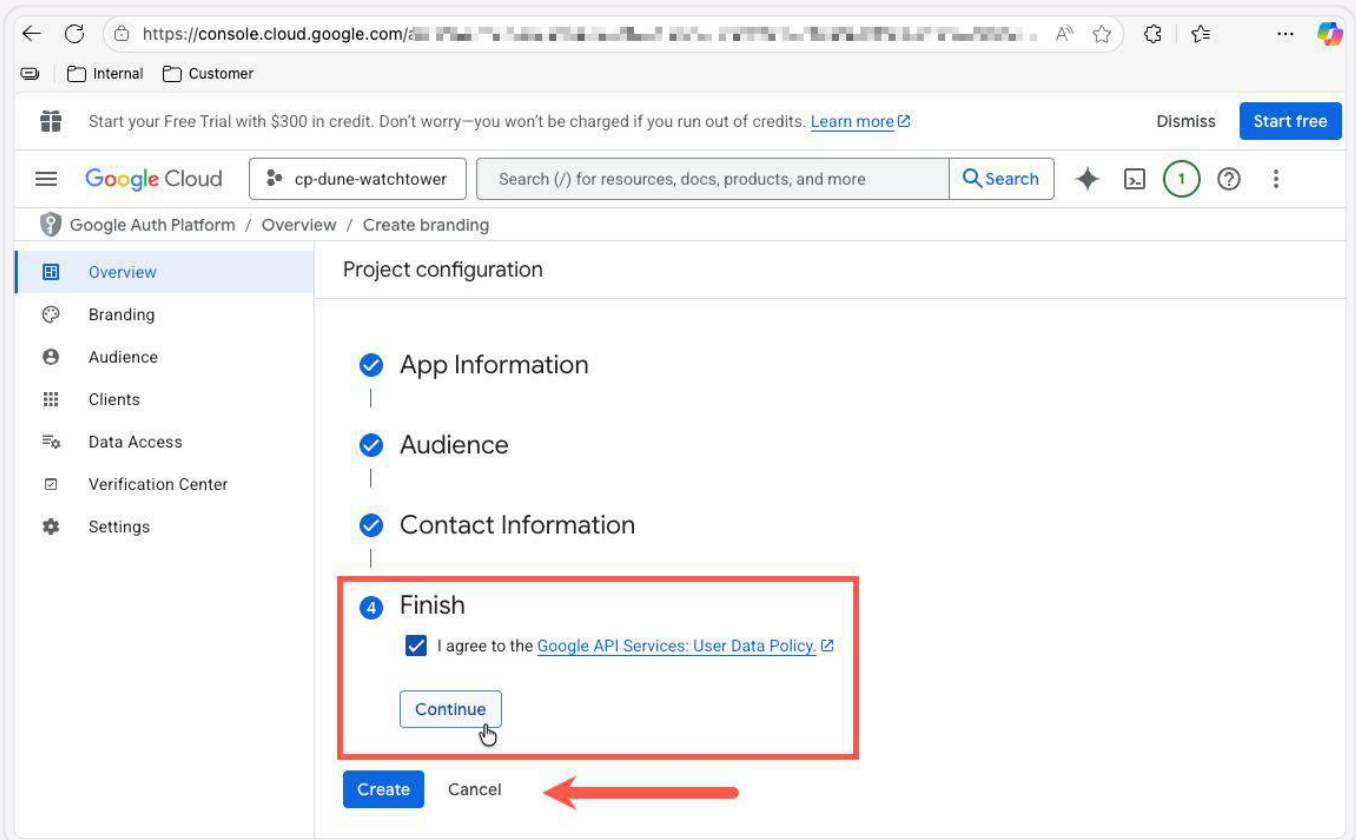 https://console.cloud.google.com/a
Internal Customer
Start your Free Trial with $300 in credit. Don't worry—you won't be charged if you run out of credits. Learn more Dismiss Start free
Google Cloud cp-dune-watchtower Search (/) for resources, docs, products, and more Search 1
Google Auth Platform / Overview / Create branding
Overview
Branding
Audience
Clients
Data Access
Verification Center
Settings
Project configuration
App Information
Audience
Contact Information
4 Finish
I agree to the Google API Services: User Data Policy.
Continue
Create Cancel